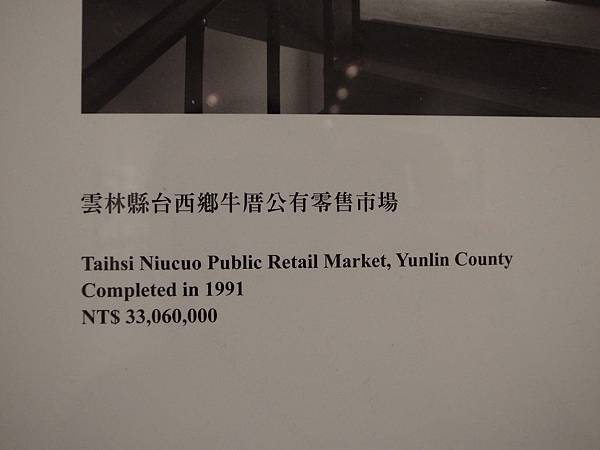 雲林縣台西鄉牛厝公有零售市場
Taihsi Niucuo Public Retail Market, Yunlin County
Completed in 1991
NT$ 33,060,000